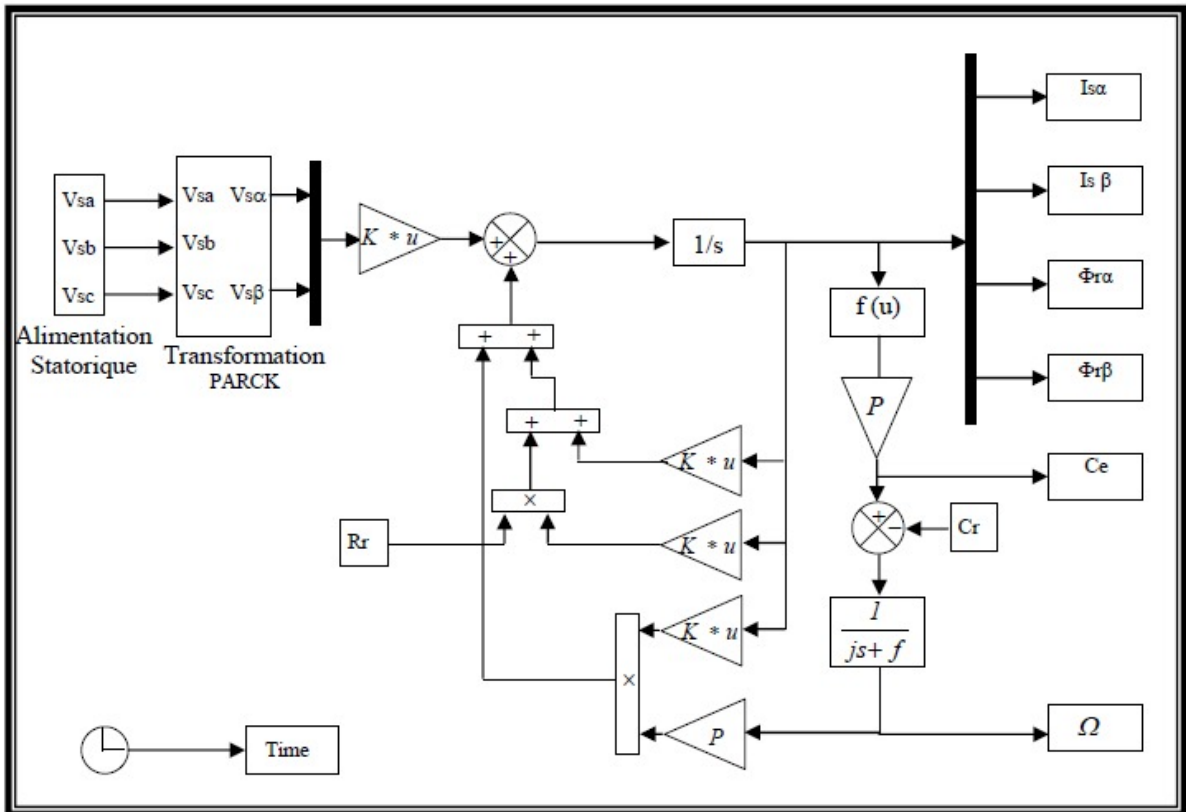 Isα
Is β
Φrα
Φrβ
Ce
Ω
Vsa
Vsb
Vsc
Alimentation
Statorique
Vsa Vsα
Vsb
Vsc Vsβ
Transformation
PARCK
K * u
+
+
1/s
f (u)
P
+ +
+ +
×
K * u
Rr
K * u
+
−
Cr
K * u
×
1
js+ f
P
Time